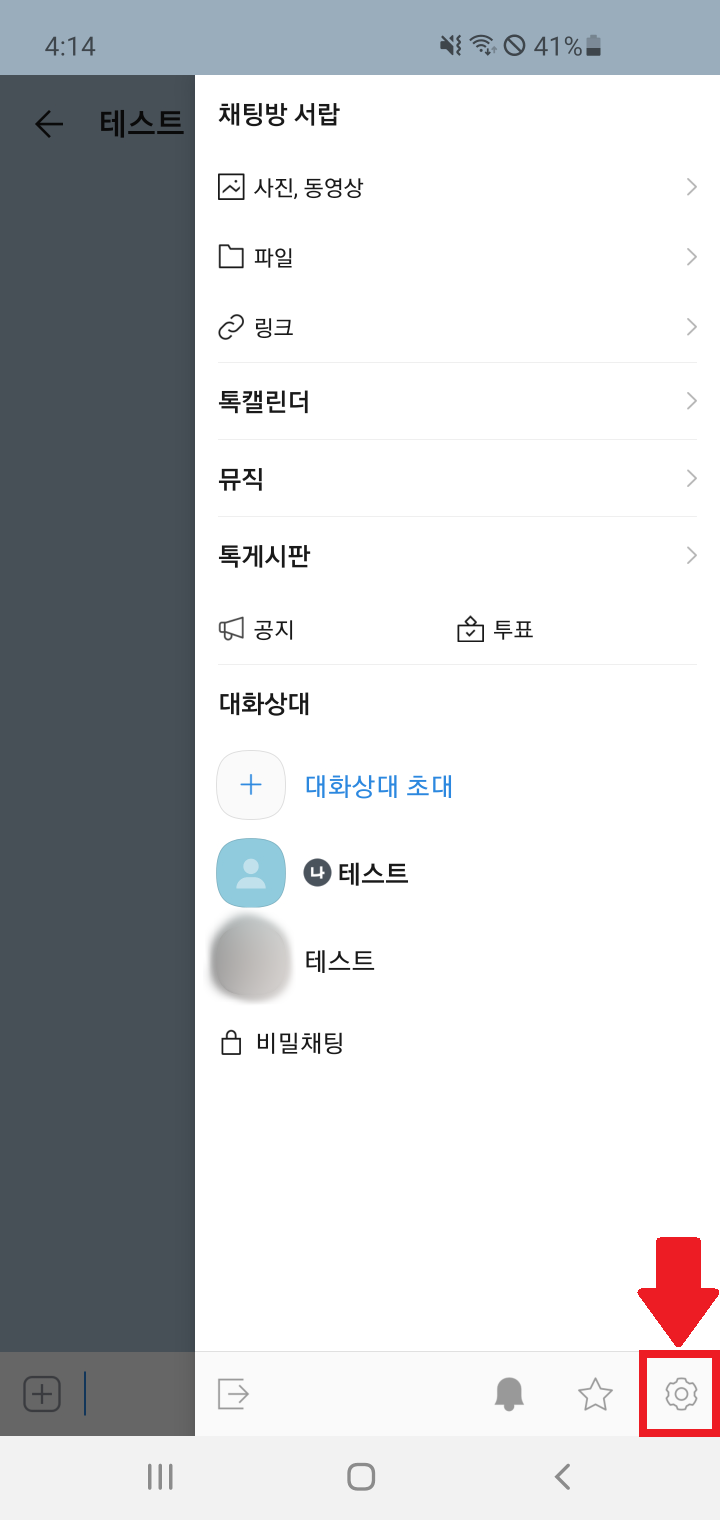 4:14
41%
테스트
채팅방 서랍
사진, 동영상
파일
링크
톡캘린더
뮤직
톡게시판
공지
투표
대화상대
대화상대 초대
나 테스트
테스트
비밀채팅